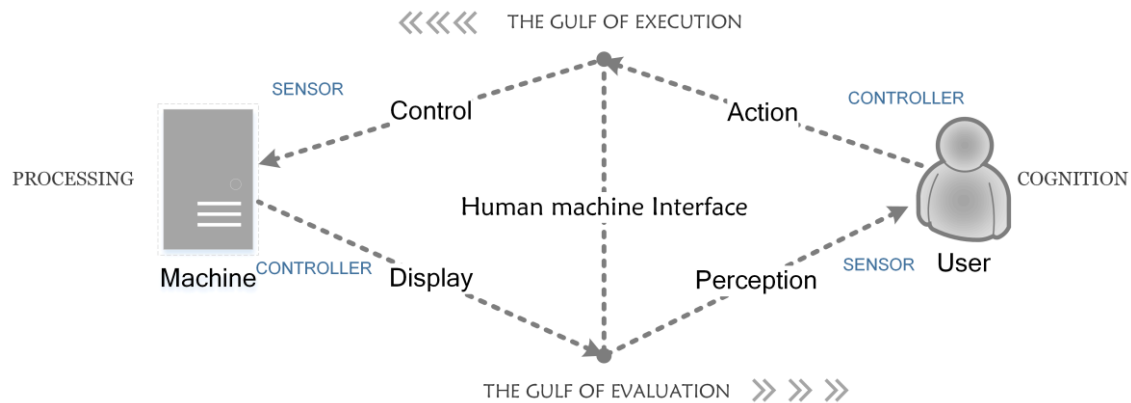 THE GULF OF EXECUTION
SENSOR
Control
Action
CONTROLLER
PROCESSING
COGNITION
Human machine Interface
Machine
CONTROLLER
Display
Perception
SENSOR
User
THE GULF OF EVALUATION